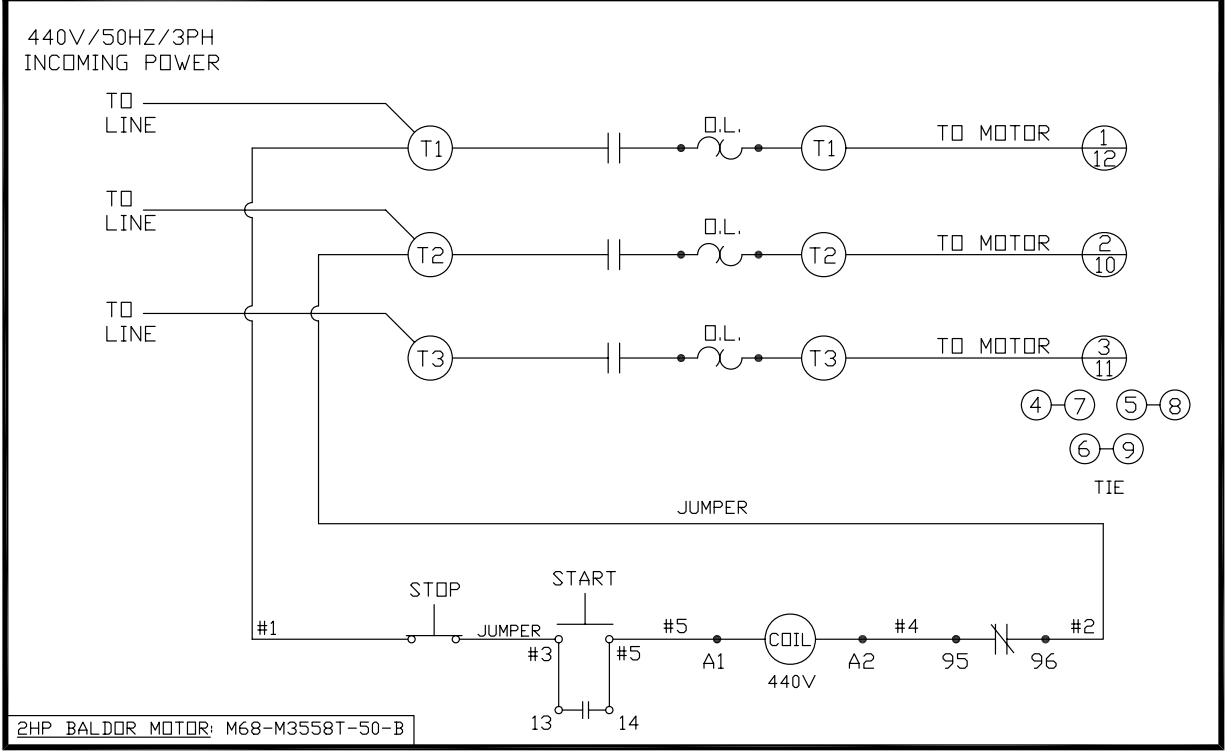 440V/50HZ/3PH
INCOMING POWER
TO
LINE
T1
O.L.
T1
TO MOTOR
1
12
TO
LINE
T2
O.L.
T2
TO MOTOR
2
10
TO
LINE
T3
O.L.
T3
TO MOTOR
3
11
4
7
5
8
6
9
TIE
JUMPER
STOP
START
#1
JUMPER
#3
#5
#5
A1
COIL
440V
A2
#4
95
96
#2
13
14
2HP BALDOR MOTOR: M68-M3558T-50-B